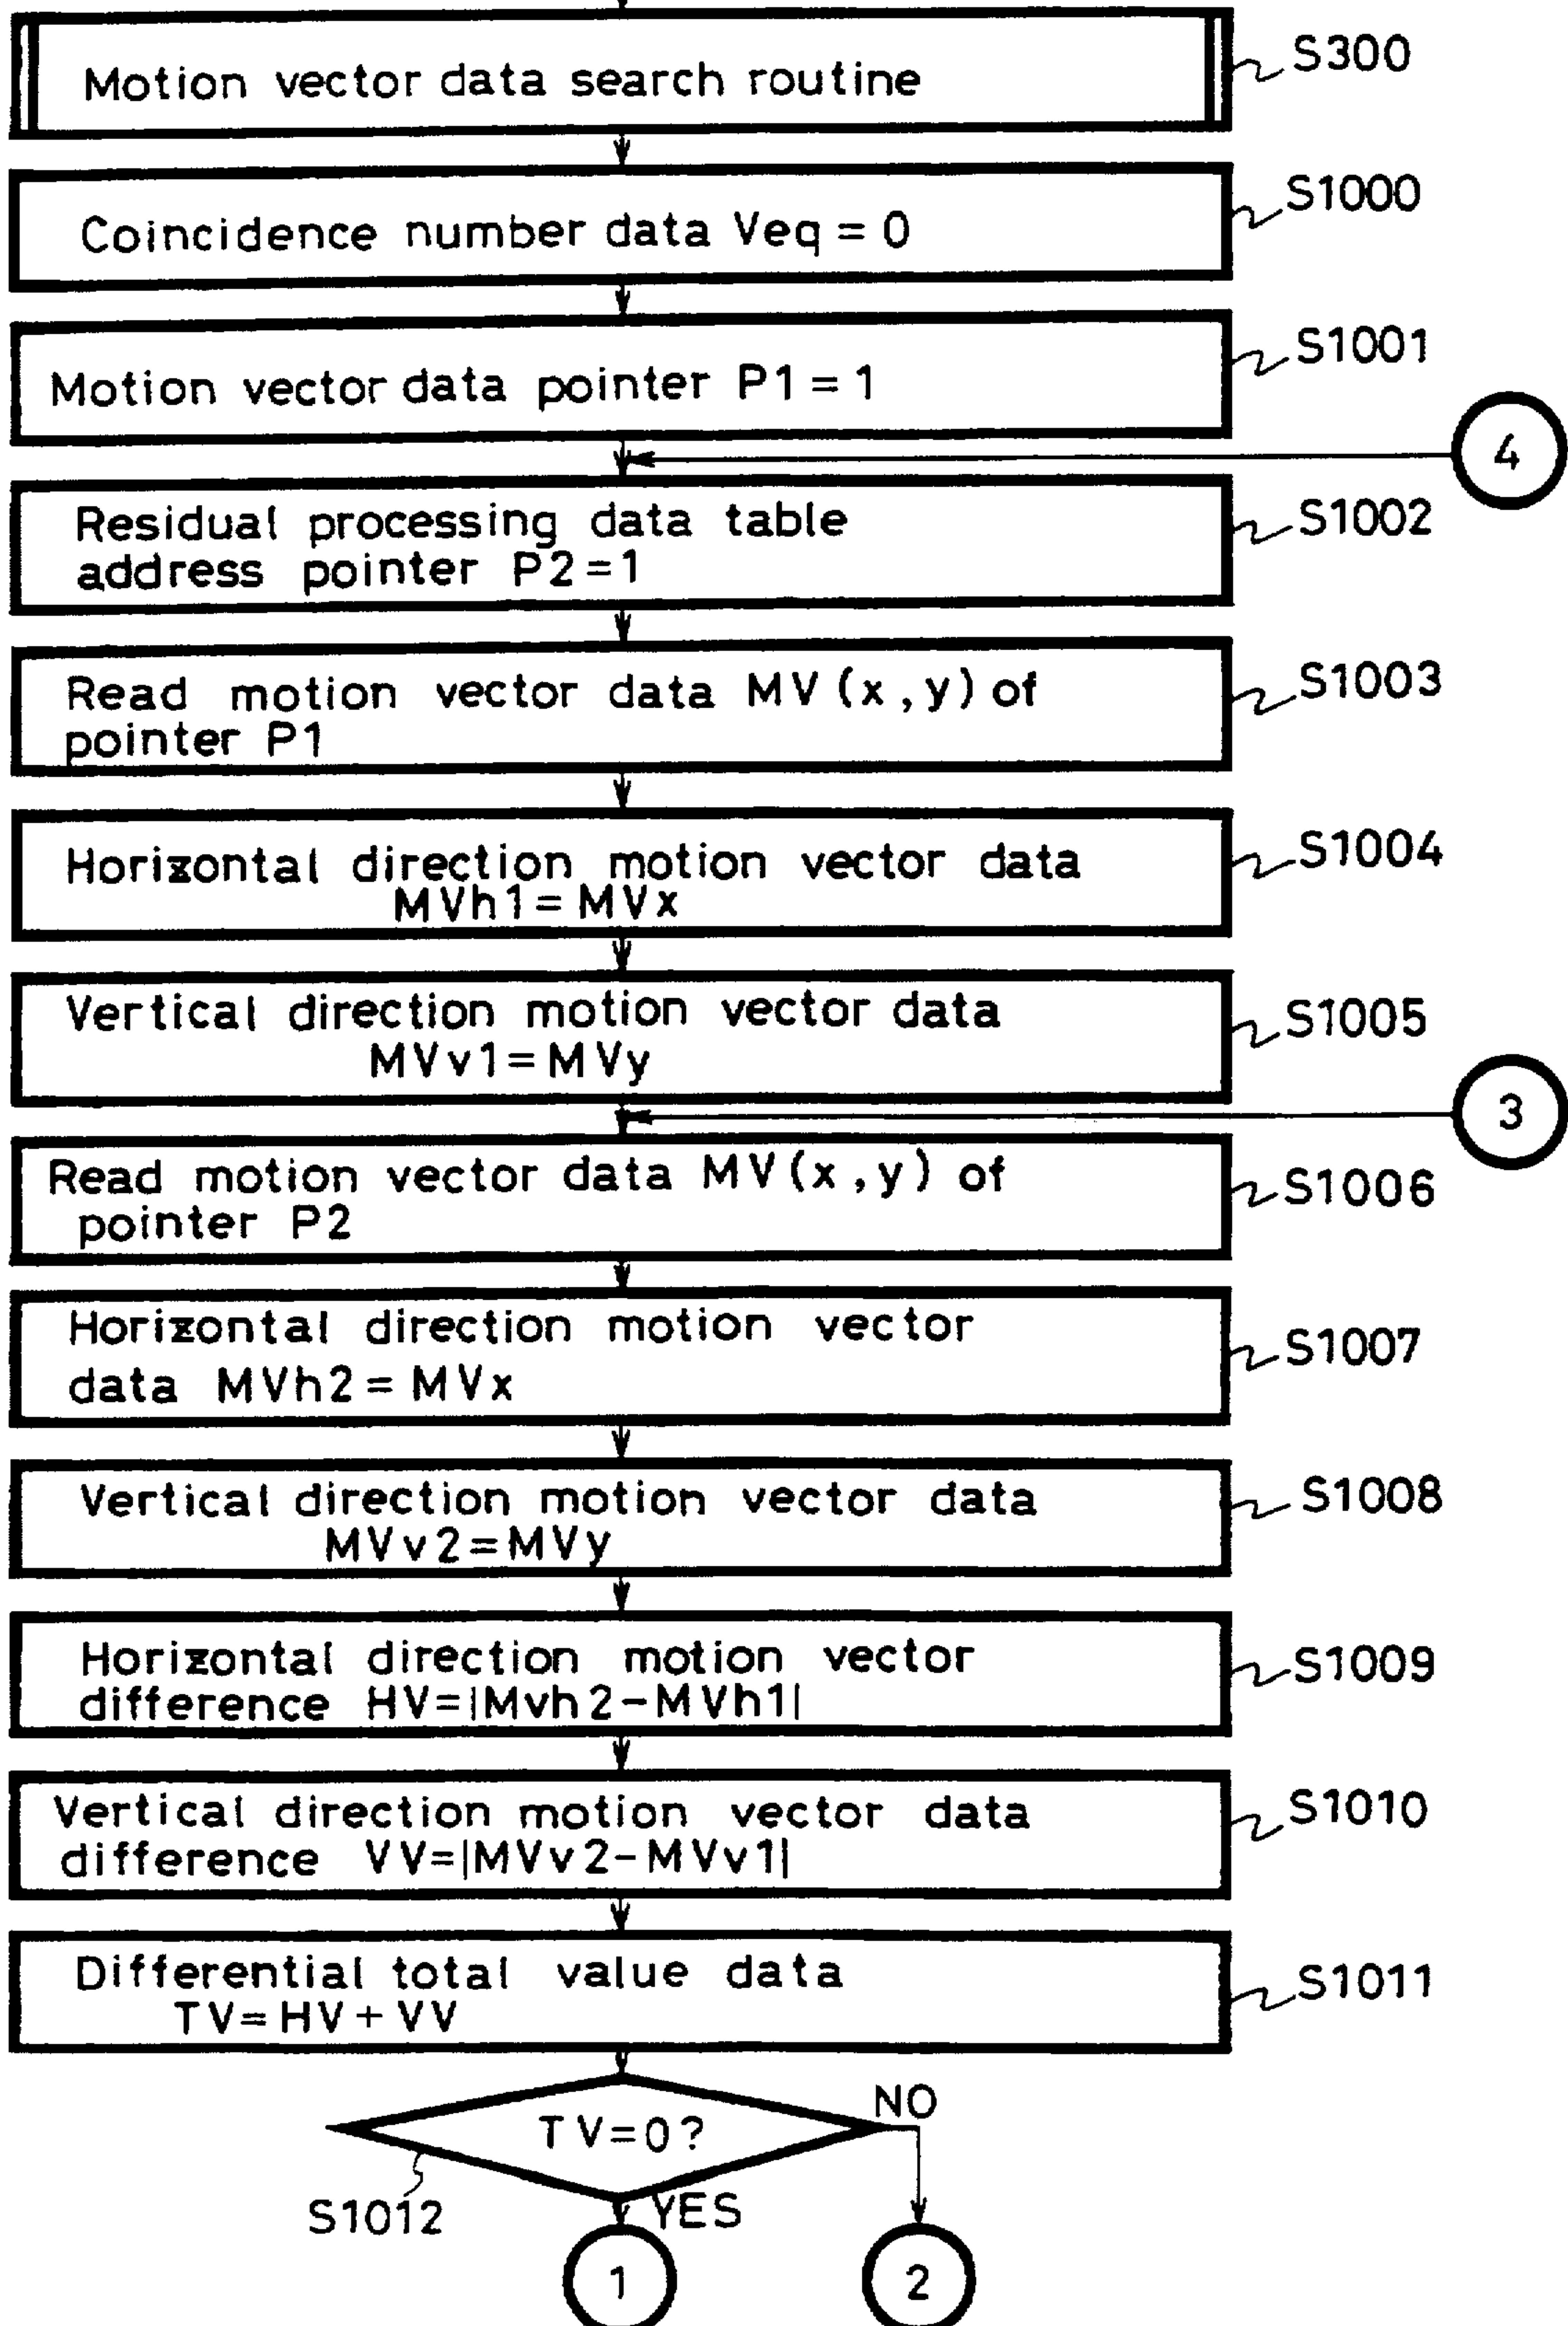 Motion vector data search routine
S300
Coincidence number data Veq = 0
S1000
Motion vector data pointer P1 = 1
S1001
4
Residual processing data table
address pointer P2=1
S1002
Read motion vector data MV (x,y) of
pointer P1
S1003
Horizontal direction motion vector data
MVh1=MVx
S1004
Vertical direction motion vector data
MVv1=MVy
S1005
3
Read motion vector data MV(x,y) of
pointer P2
S1006
Horizontal direction motion vector
data MVh2 = MVx
S1007
Vertical direction motion vector data
MVv2=MVy
S1008
Horizontal direction motion vector
difference HV=|Mvh2-MVh1|
S1009
Vertical direction motion vector data
difference VV=|MVv2-MVv1|
S1010
Differential total value data
TV=HV+VV
S1011
TV=0?
NO
S1012
YES
1
2